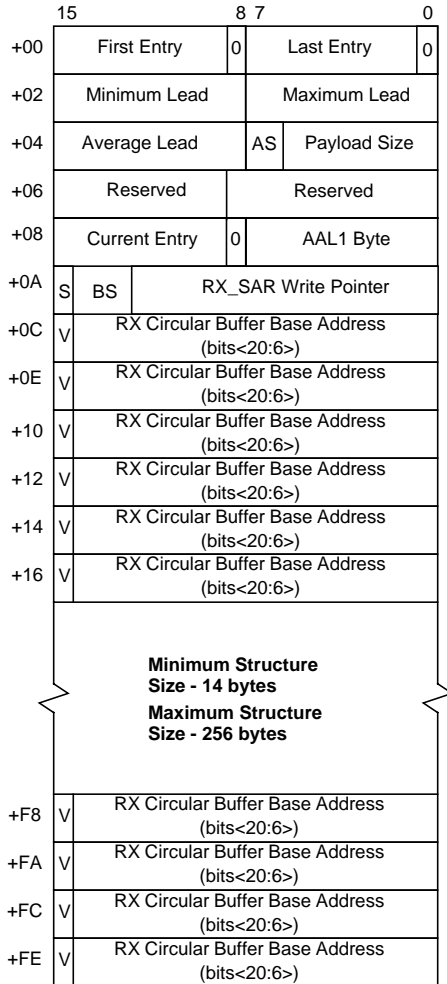 15 8 7 0
+00 First Entry 0 Last Entry 0
+02 Minimum Lead Maximum Lead
+04 Average Lead AS Payload Size
+06 Reserved Reserved
+08 Current Entry 0 AAL1 Byte
+0A S BS RX_SAR Write Pointer
+0C V RX Circular Buffer Base Address
(bits<20:6>)
+0E V RX Circular Buffer Base Address
(bits<20:6>)
+10 V RX Circular Buffer Base Address
(bits<20:6>)
+12 V RX Circular Buffer Base Address
(bits<20:6>)
+14 V RX Circular Buffer Base Address
(bits<20:6>)
+16 V RX Circular Buffer Base Address
(bits<20:6>)
Minimum Structure
Size - 14 bytes
Maximum Structure
Size - 256 bytes
+F8 V RX Circular Buffer Base Address
(bits<20:6>)
+FA V RX Circular Buffer Base Address
(bits<20:6>)
+FC V RX Circular Buffer Base Address
(bits<20:6>)
+FE V RX Circular Buffer Base Address
(bits<20:6>)